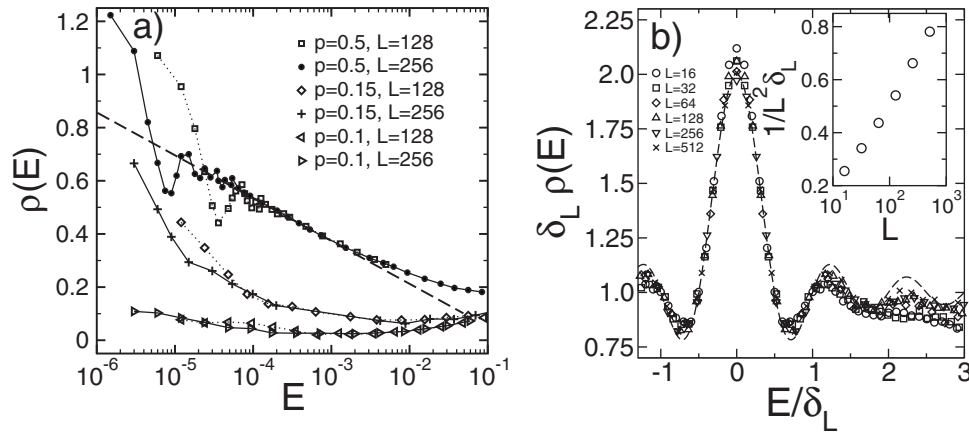 a)
p=0.5, L=128
p=0.5, L=256
p=0.15, L=128
p=0.15, L=256
p=0.1, L=128
p=0.1, L=256
1.2
1
0.8
0.6
0.4
0.2
0
ρ(E)
10^-6 10^-5 10^-4 10^-3 10^-2 10^-1
E
b)
L=16
L=32
L=64
L=128
L=256
L=512
2.25
2.0
1.75
1.5
1.25
1.0
0.75
δ_L ρ(E)
-1 0 1 2 3
E/δ_L
0.8
0.6
0.4
0.2
1/L^2 δ_L
10^1 10^2 10^3
L